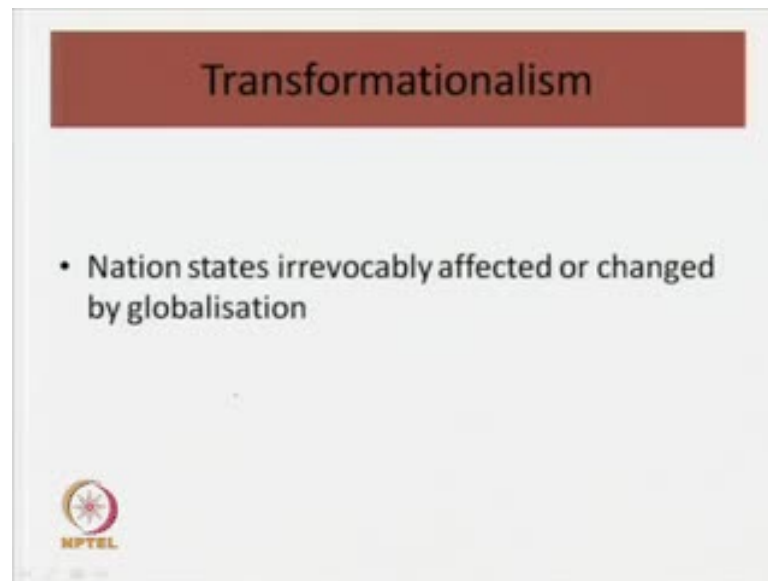 Transformationalism
• Nation states irrevocably affected or changed
by globalisation
NPTEL